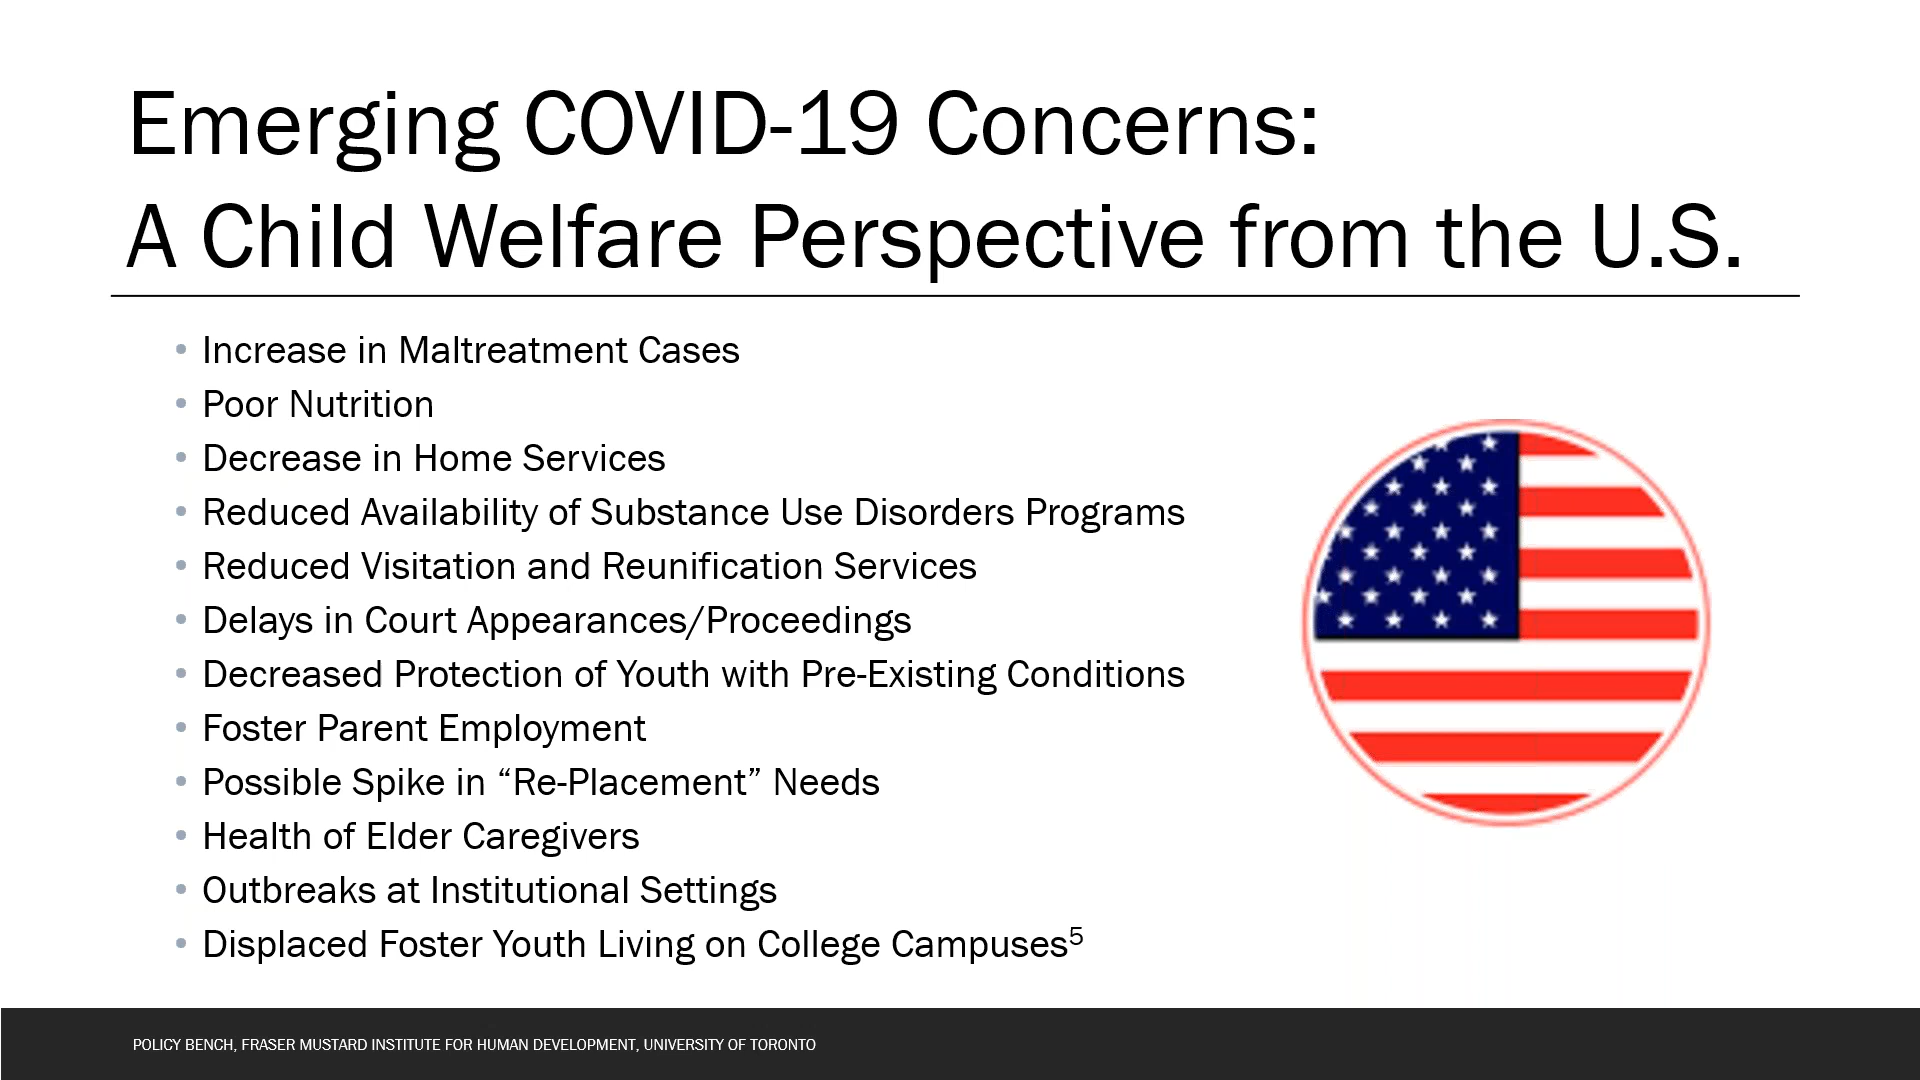 Emerging COVID-19 Concerns:
A Child Welfare Perspective from the U.S.
• Increase in Maltreatment Cases
• Poor Nutrition
• Decrease in Home Services
• Reduced Availability of Substance Use Disorders Programs
• Reduced Visitation and Reunification Services
• Delays in Court Appearances/Proceedings
• Decreased Protection of Youth with Pre-Existing Conditions
• Foster Parent Employment
• Possible Spike in “Re-Placement” Needs
• Health of Elder Caregivers
• Outbreaks at Institutional Settings
• Displaced Foster Youth Living on College Campuses⁵
POLICY BENCH, FRASER MUSTARD INSTITUTE FOR HUMAN DEVELOPMENT, UNIVERSITY OF TORONTO